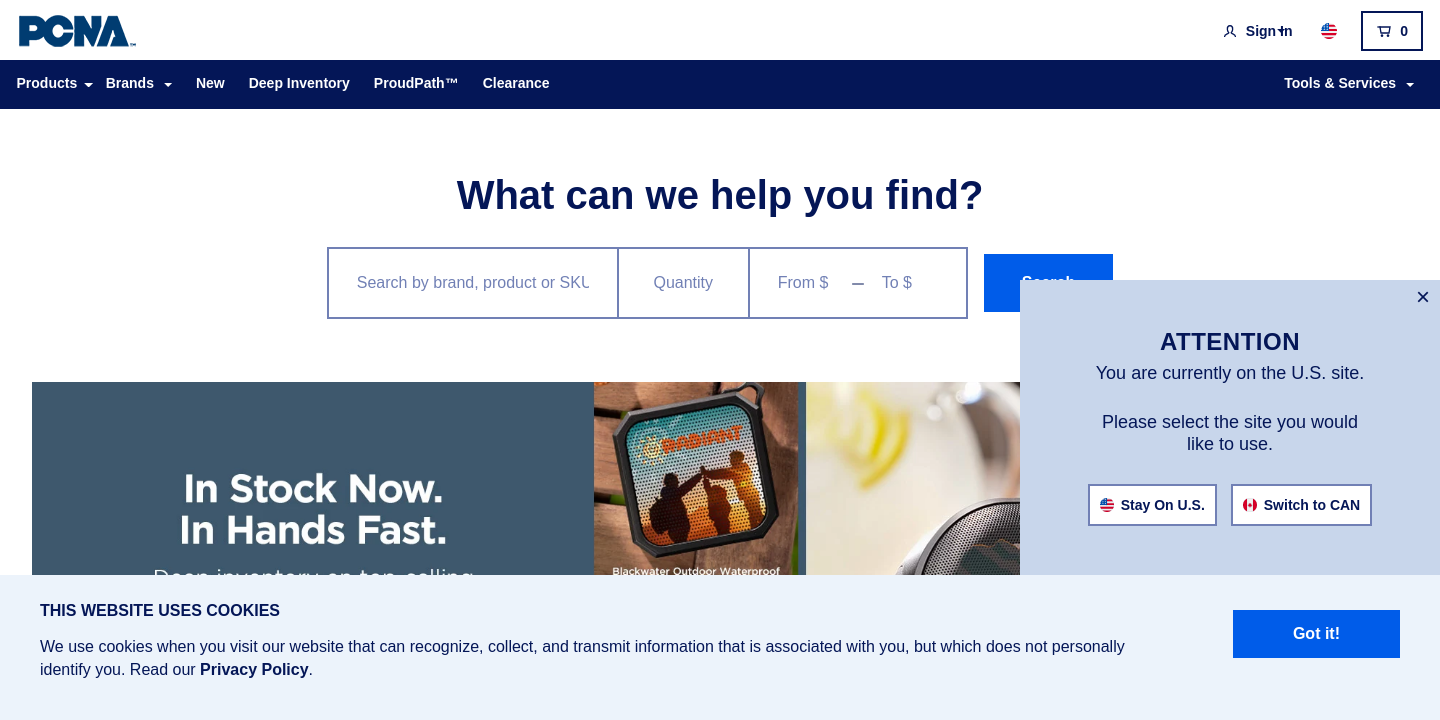 PCNA™
Sign In
0
Products
Brands
New
Deep Inventory
ProudPath™
Clearance
Tools & Services
What can we help you find?
Search by brand, product or SKU
Quantity
From $
–
To $
×
ATTENTION
You are currently on the U.S. site.
Please select the site you would
like to use.
Stay On U.S.
Switch to CAN
In Stock Now.
In Hands Fast.
RADIANT
Blackwater Outdoor Waterproof
THIS WEBSITE USES COOKIES
We use cookies when you visit our website that can recognize, collect, and transmit information that is associated with you, but which does not personally
identify you. Read our Privacy Policy.
Got it!